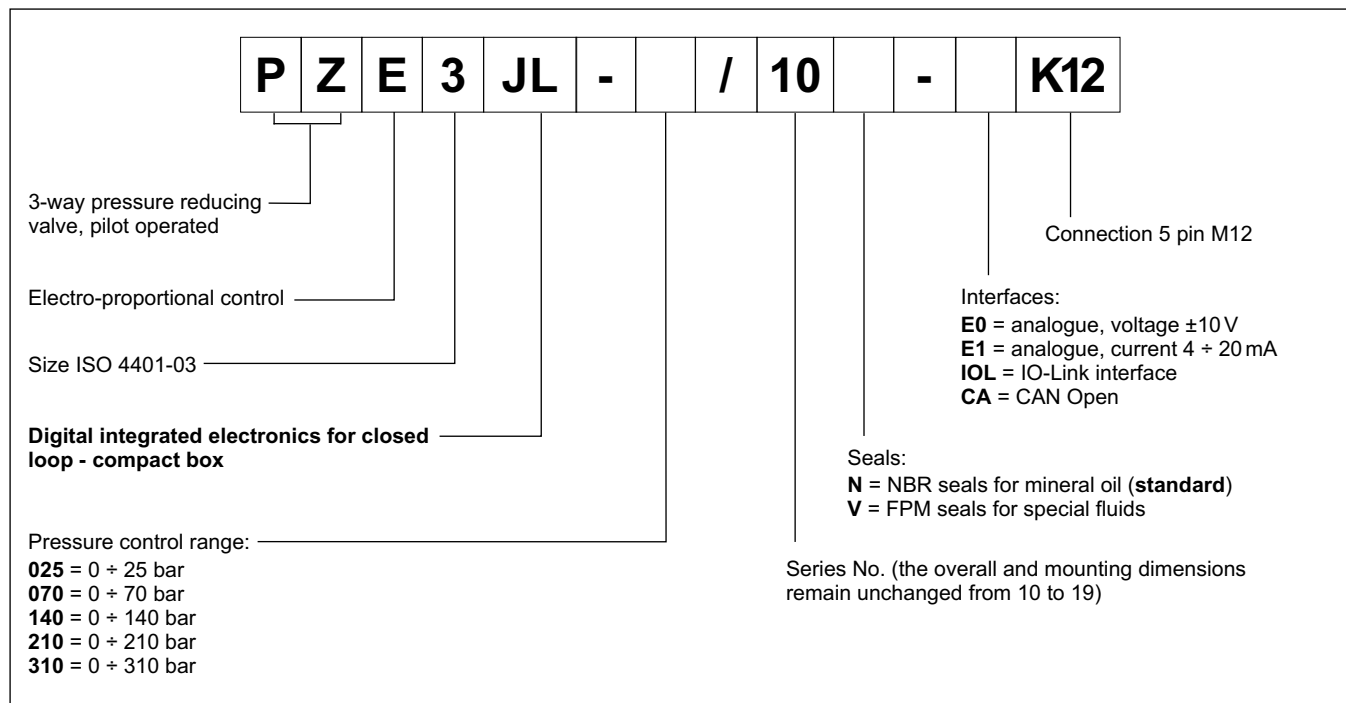 P Z E 3 JL - / 10 - K12
3-way pressure reducing
valve, pilot operated
Electro-proportional control
Size ISO 4401-03
Digital integrated electronics for closed
loop - compact box
Pressure control range:
025 = 0 ÷ 25 bar
070 = 0 ÷ 70 bar
140 = 0 ÷ 140 bar
210 = 0 ÷ 210 bar
310 = 0 ÷ 310 bar
Connection 5 pin M12
Interfaces:
E0 = analogue, voltage ±10 V
E1 = analogue, current 4 ÷ 20 mA
IOL = IO-Link interface
CA = CAN Open
Seals:
N = NBR seals for mineral oil (standard)
V = FPM seals for special fluids
Series No. (the overall and mounting dimensions
remain unchanged from 10 to 19)